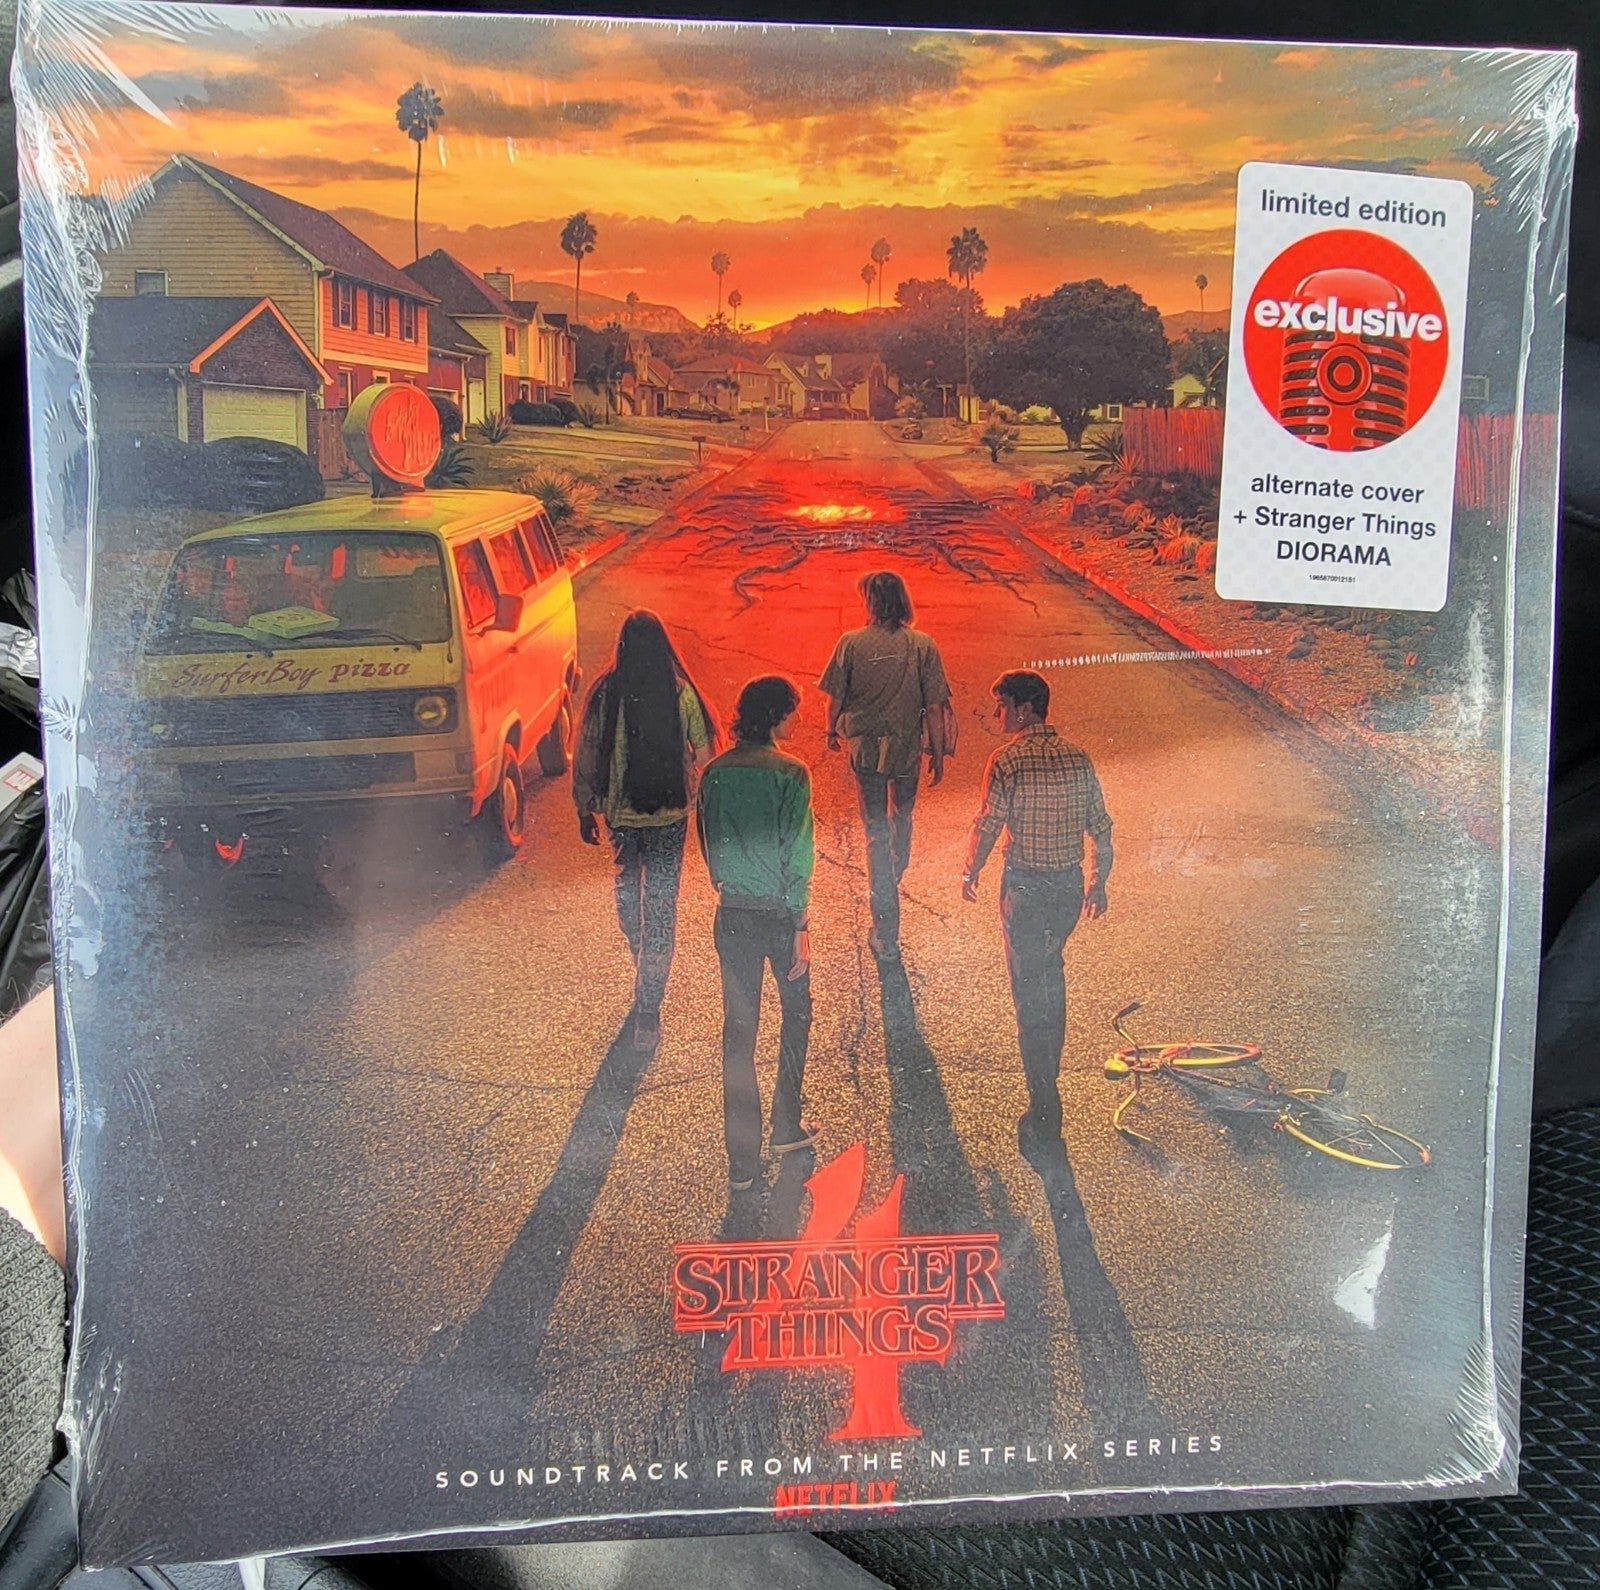 limited edition
exclusive
alternate cover
+ Stranger Things
DIORAMA
1965870012151
SurferBoy pizza
STRANGER
THINGS
4
SOUNDTRACK FROM THE NETFLIX SERIES
NETFLIX